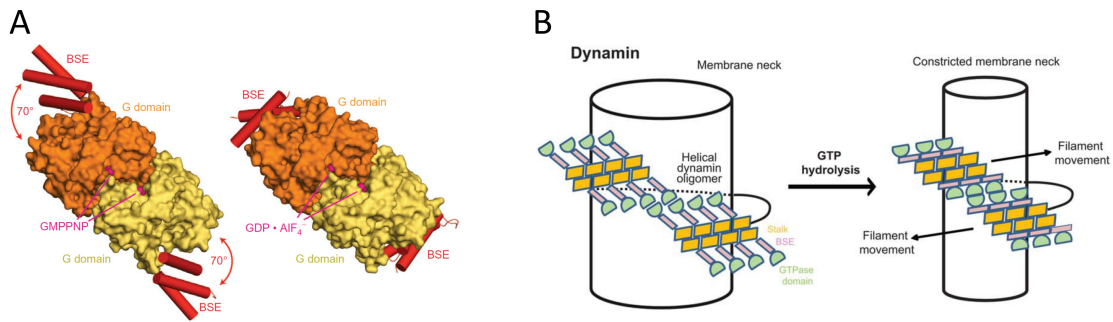 A
BSE
70°
G domain
GMPPNP
G domain
70°
BSE
BSE
G domain
GDP • AlF4-
G domain
BSE
B
Dynamin
Membrane neck
Helical
dynamin
oligomer
Stalk
BSE
GTPase
domain
GTP
hydrolysis
Constricted membrane neck
Filament
movement
Filament
movement